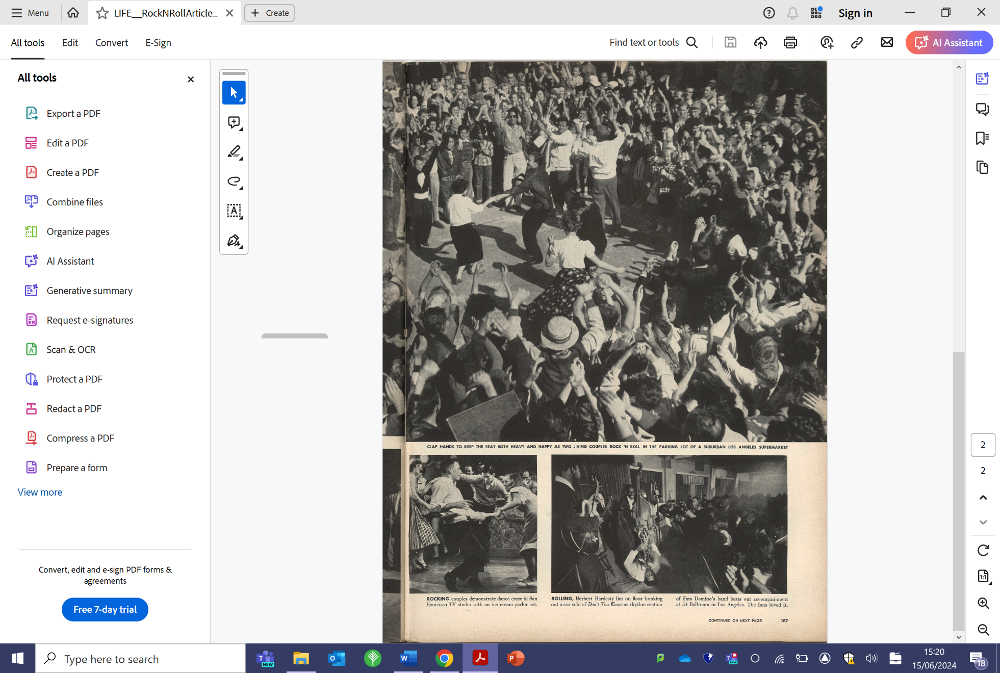 Menu
LIFE__RockNRollArticle...
Create
Sign in
All tools
Edit
Convert
E-Sign
Find text or tools
AI Assistant
All tools
Export a PDF
Edit a PDF
Create a PDF
Combine files
Organize pages
AI Assistant
Generative summary
Request e-signatures
Scan & OCR
Protect a PDF
Redact a PDF
Compress a PDF
Prepare a form
View more
Convert, edit and e-sign PDF forms &
agreements
Free 7-day trial
CLAP HANDS TO KEEP THE BEAT BOTH HEAVY AND HAPPY AS TWO JIVING COUPLES ROCK 'N ROLL IN THE PARKING LOT OF A SUBURBAN LOS ANGELES SUPERMARKET
ROCKING couples demonstrate dance craze in San
Francisco TV studio with an ice cream parlor set.
ROLLING, Herbert Hardesty lies on floor honking
out a sax solo of Don't You Know as rhythm section
of Fats Domino's band beats out accompaniment
at 54 Ballroom in Los Angeles. The fans loved it.
CONTINUED ON NEXT PAGE 167
2
2
1:1
Type here to search
NEW
15:20
15/06/2024
18